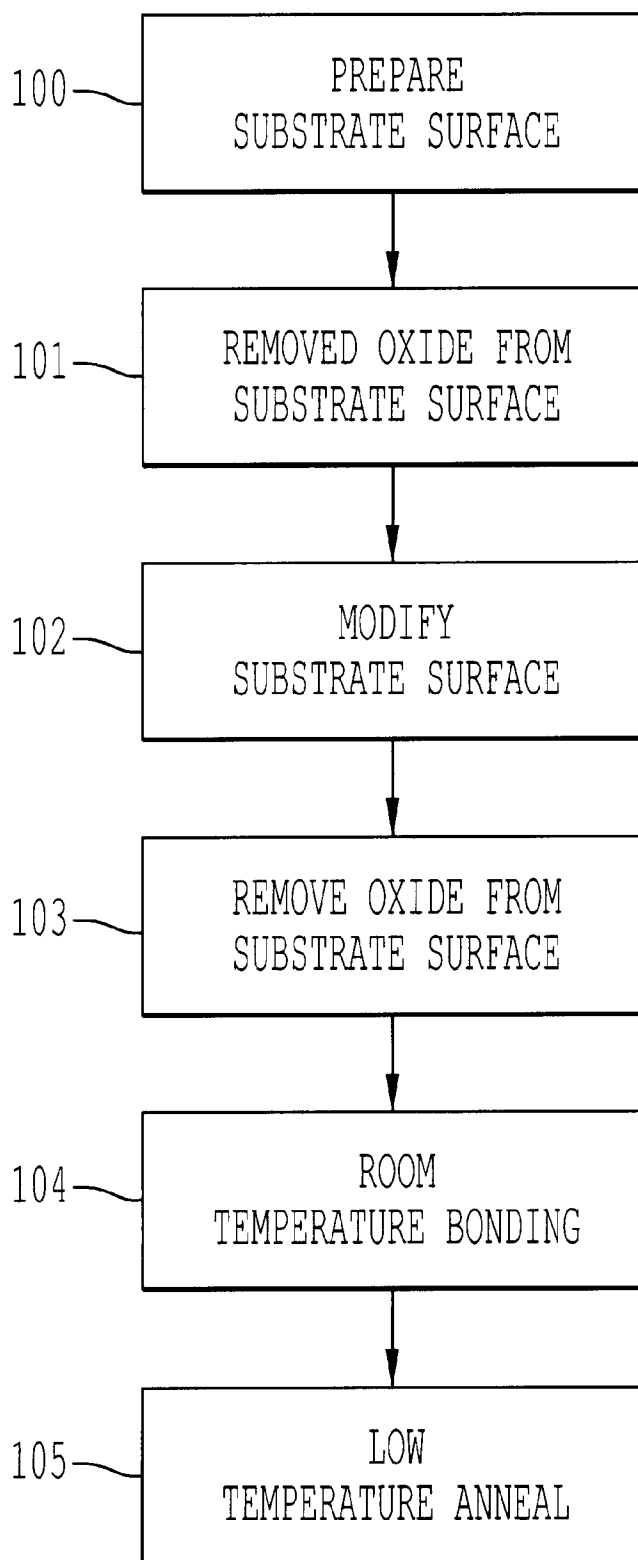 100
PREPARE
SUBSTRATE SURFACE
101
REMOVED OXIDE FROM
SUBSTRATE SURFACE
102
MODIFY
SUBSTRATE SURFACE
103
REMOVE OXIDE FROM
SUBSTRATE SURFACE
104
ROOM
TEMPERATURE BONDING
105
LOW
TEMPERATURE ANNEAL